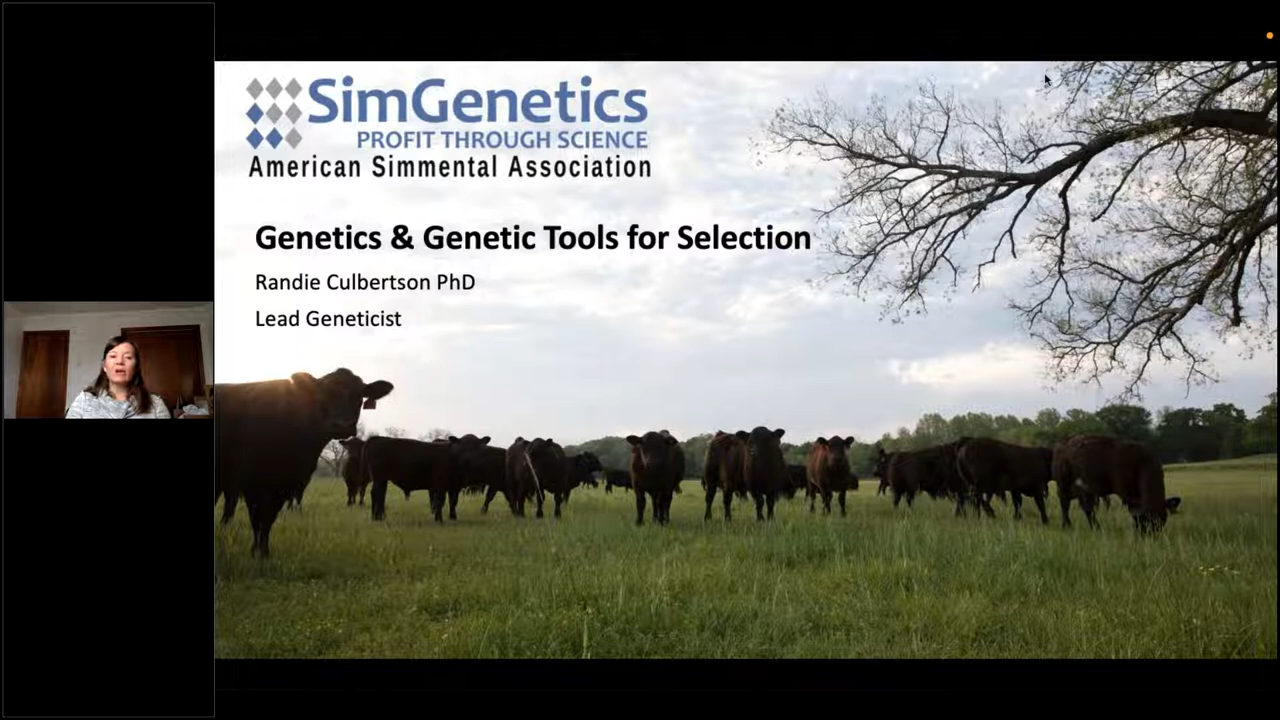 SimGenetics
PROFIT THROUGH SCIENCE
American Simmental Association
Genetics & Genetic Tools for Selection
Randie Culbertson PhD
Lead Geneticist